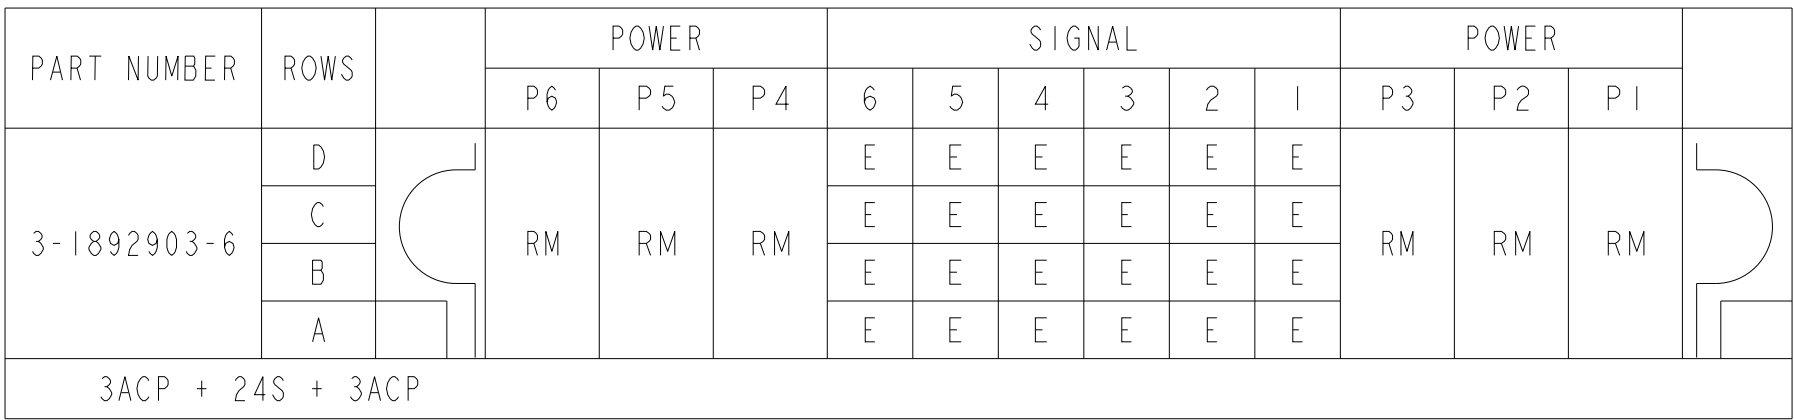 PART NUMBER ROWS POWER SIGNAL POWER
P6 P5 P4 6 5 4 3 2 1 P3 P2 P1
D E E E E E E
C E E E E E E
3-1892903-6 RM RM RM RM RM RM
B E E E E E E
A E E E E E E
3ACP + 24S + 3ACP